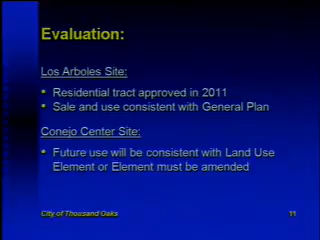 Evaluation:
Los Arboles Site:
• Residential tract approved in 2011
• Sale and use consistent with General Plan
Conejo Center Site:
• Future use will be consistent with Land Use
Element or Element must be amended
City of Thousand Oaks 11